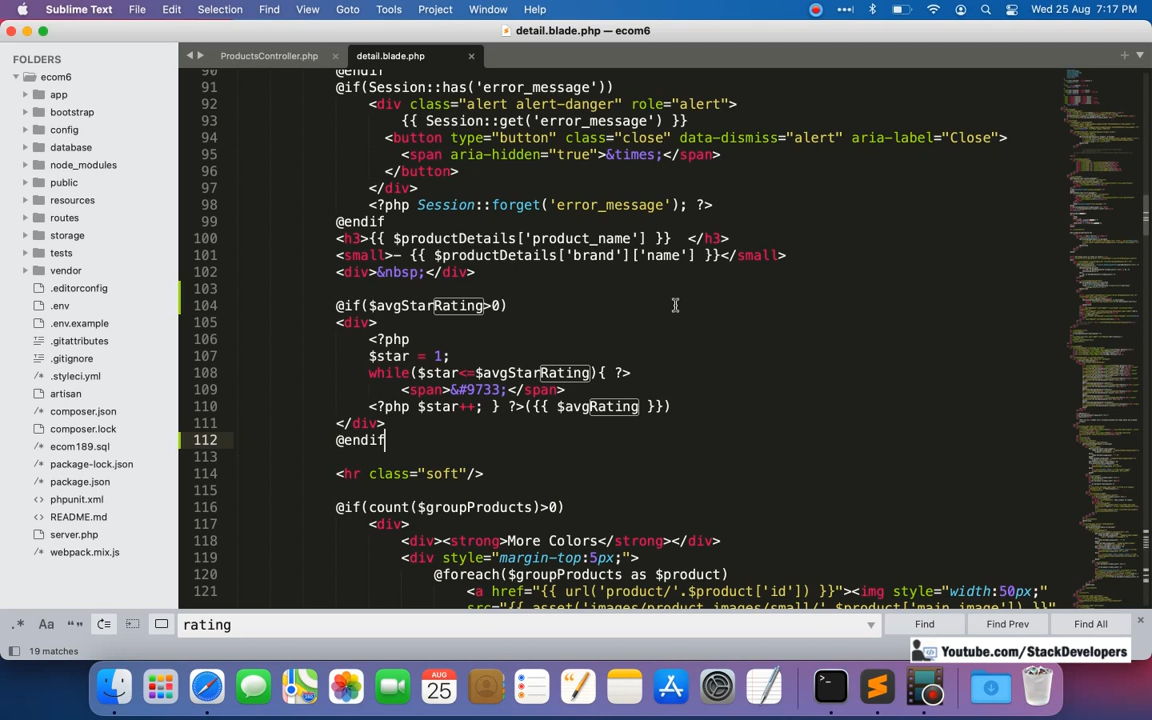 Sublime Text File Edit Selection Find View Goto Tools Project Window Help Wed 25 Aug 7:17 PM
detail.blade.php — ecom6
FOLDERS
ecom6
app
bootstrap
config
database
node_modules
public
resources
routes
storage
tests
vendor
.editorconfig
.env
.env.example
.gitattributes
.gitignore
.styleci.yml
artisan
composer.json
composer.lock
ecom189.sql
package-lock.json
package.json
phpunit.xml
README.md
server.php
webpack.mix.js
ProductsController.php × detail.blade.php ×
90 @endif
91 @if(Session::has('error_message'))
92 <div class="alert alert-danger" role="alert">
93 {{ Session::get('error_message') }}
94 <button type="button" class="close" data-dismiss="alert" aria-label="Close">
95 <span aria-hidden="true">&times;</span>
96 </button>
97 </div>
98 <?php Session::forget('error_message'); ?>
99 @endif
100 <h3>{{ $productDetails['product_name'] }}  </h3>
101 <small>- {{ $productDetails['brand']['name'] }}</small>
102 <div>&nbsp;</div>
103
104 @if($avgStarRating>0)
105 <div>
106 <?php
107 $star = 1;
108 while($star<=$avgStarRating){ ?>
109 <span>&#9733;</span>
110 <?php $star++; } ?>({{ $avgRating }})
111 </div>
112 @endif
113
114 <hr class="soft"/>
115
116 @if(count($groupProducts)>0)
117 <div>
118 <div><strong>More Colors</strong></div>
119 <div style="margin-top:5px;">
120 @foreach($groupProducts as $product)
121 <a href="{{ url('product/'.$product['id']) }}"><img style="width:50px;"
src="{{ asset('images/product_images/small/'.$product['main_image']) }}"
.* Aa “” rating Find Find Prev Find All ×
19 matches
Youtube.com/StackDevelopers
AUG
25